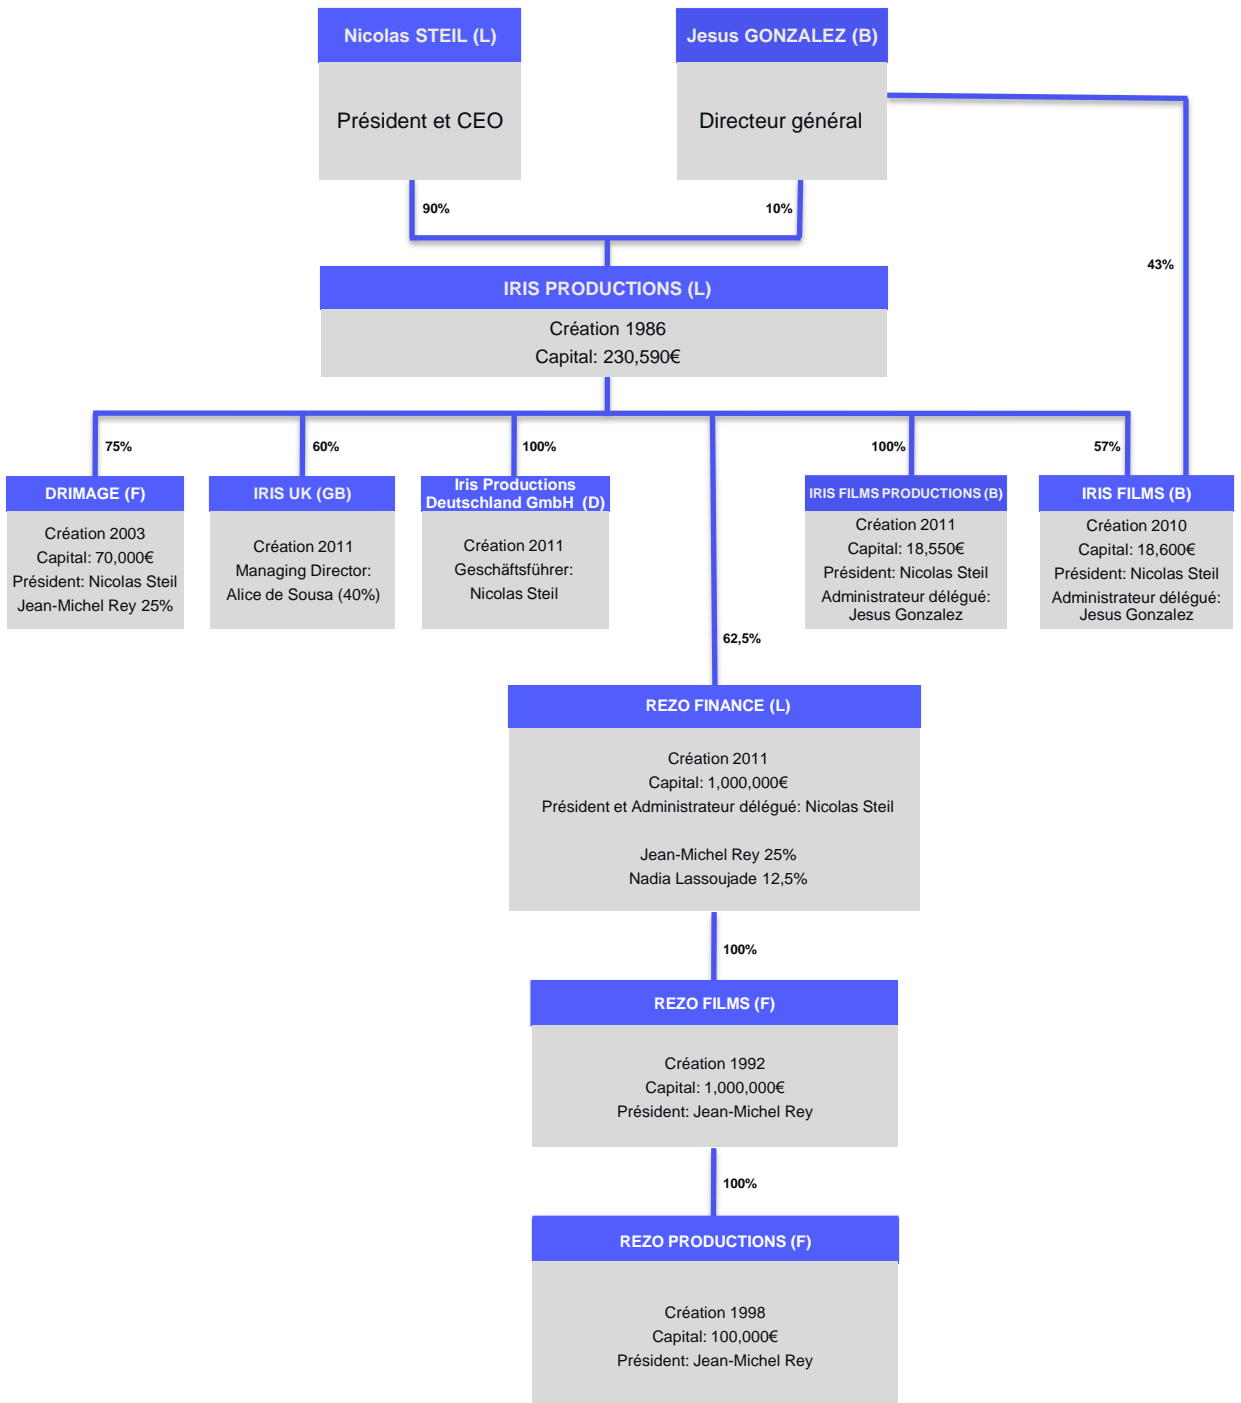 Nicolas STEIL (L)
Président et CEO
Jesus GONZALEZ (B)
Directeur général
90%
10%
43%
IRIS PRODUCTIONS (L)
Création 1986
Capital: 230,590€
75%
60%
100%
100%
57%
DRIMAGE (F)
Création 2003
Capital: 70,000€
Président: Nicolas Steil
Jean-Michel Rey 25%
IRIS UK (GB)
Création 2011
Managing Director:
Alice de Sousa (40%)
Iris Productions
Deutschland GmbH (D)
Création 2011
Geschäftsführer:
Nicolas Steil
IRIS FILMS PRODUCTIONS (B)
Création 2011
Capital: 18,550€
Président: Nicolas Steil
Administrateur délégué:
Jesus Gonzalez
IRIS FILMS (B)
Création 2010
Capital: 18,600€
Président: Nicolas Steil
Administrateur délégué:
Jesus Gonzalez
62,5%
REZO FINANCE (L)
Création 2011
Capital: 1,000,000€
Président et Administrateur délégué: Nicolas Steil
Jean-Michel Rey 25%
Nadia Lassoujade 12,5%
100%
REZO FILMS (F)
Création 1992
Capital: 1,000,000€
Président: Jean-Michel Rey
100%
REZO PRODUCTIONS (F)
Création 1998
Capital: 100,000€
Président: Jean-Michel Rey